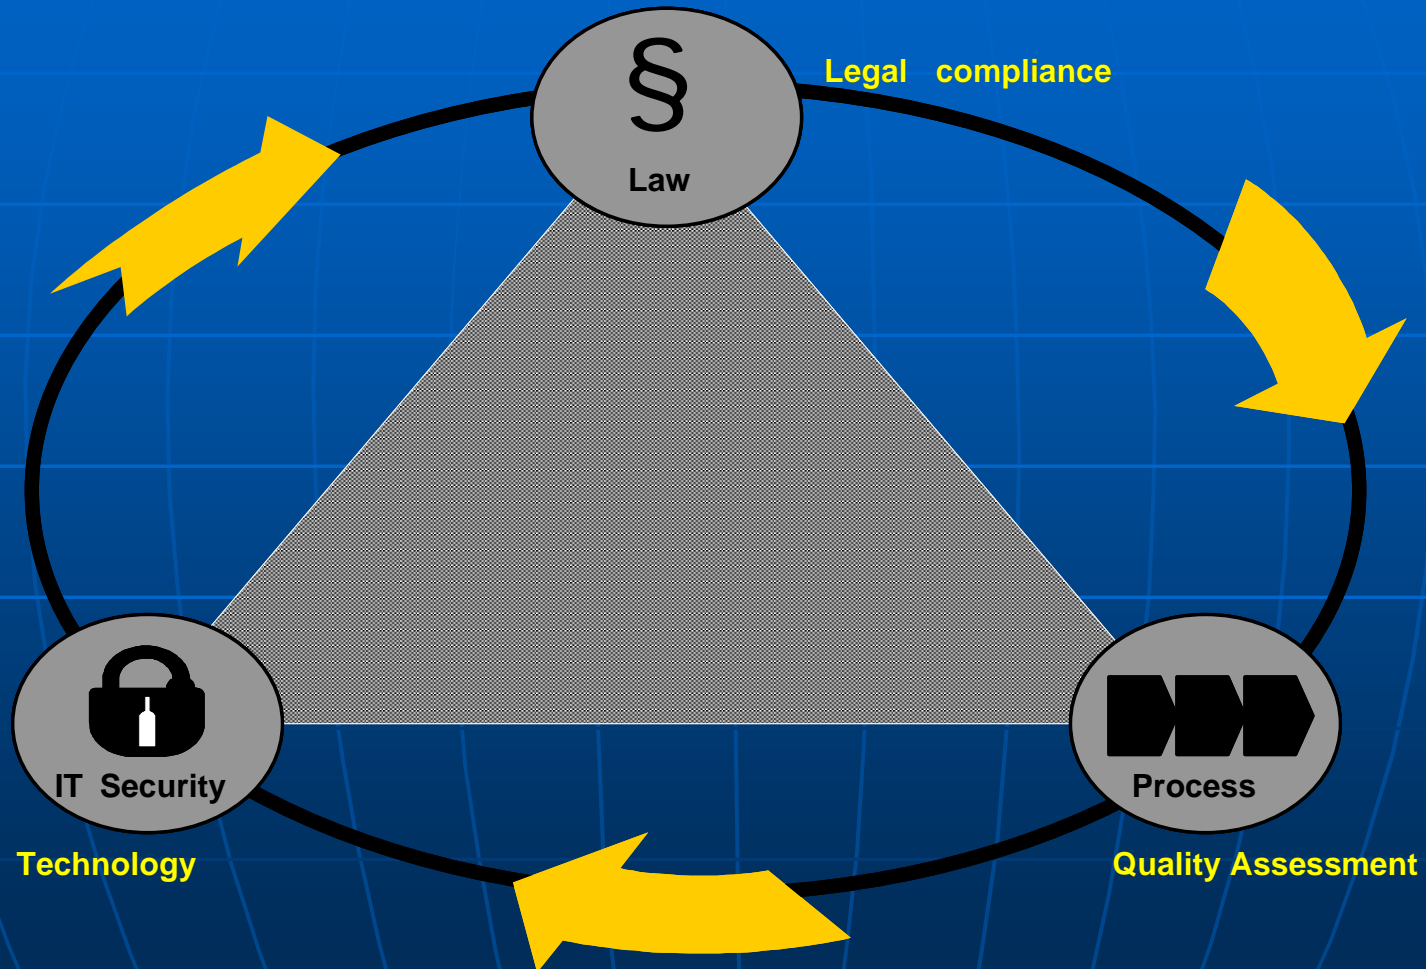 §
Legal compliance
Law
IT Security
Process
Technology
Quality Assessment